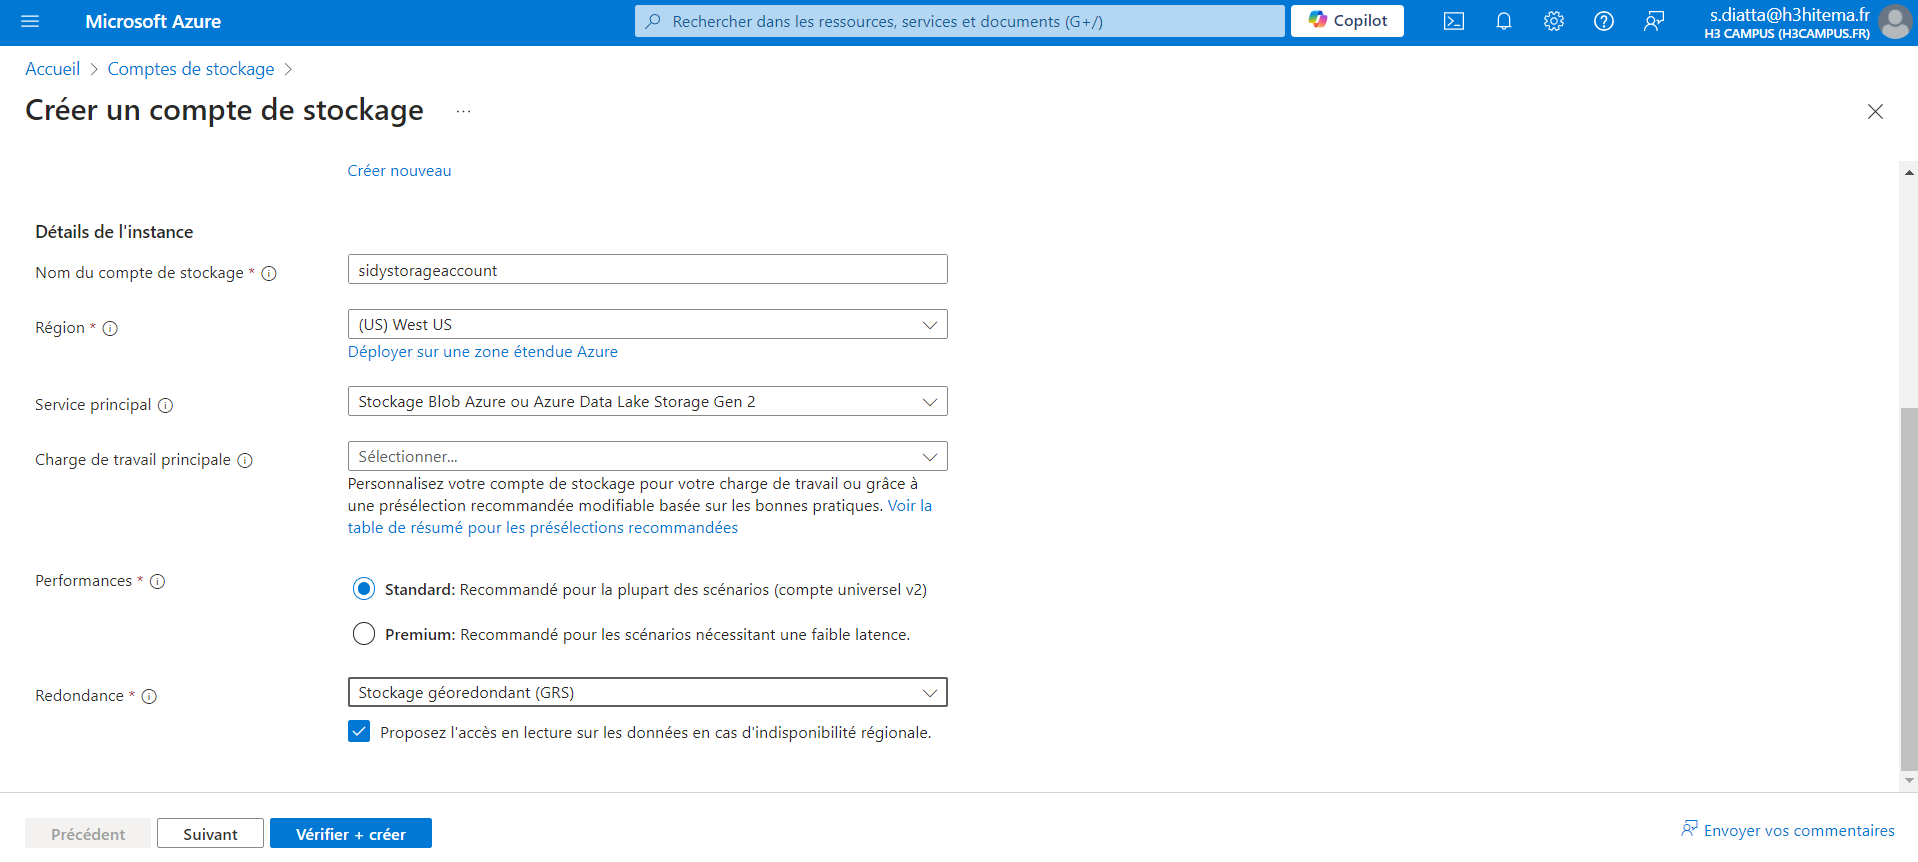 Microsoft Azure
Rechercher dans les ressources, services et documents (G+/)
Copilot
s.diatta@h3hitema.fr
H3 CAMPUS (H3CAMPUS.FR)
Accueil > Comptes de stockage >
Créer un compte de stockage ...
Créer nouveau
Détails de l'instance
Nom du compte de stockage *
sidystorageaccount
Région *
(US) West US
Déployer sur une zone étendue Azure
Service principal
Stockage Blob Azure ou Azure Data Lake Storage Gen 2
Charge de travail principale
Sélectionner...
Personnalisez votre compte de stockage pour votre charge de travail ou grâce à
une présélection recommandée modifiable basée sur les bonnes pratiques. Voir la
table de résumé pour les présélections recommandées
Performances *
Standard: Recommandé pour la plupart des scénarios (compte universel v2)
Premium: Recommandé pour les scénarios nécessitant une faible latence.
Redondance *
Stockage géoredondant (GRS)
Proposez l'accès en lecture sur les données en cas d'indisponibilité régionale.
Précédent
Suivant
Vérifier + créer
Envoyer vos commentaires